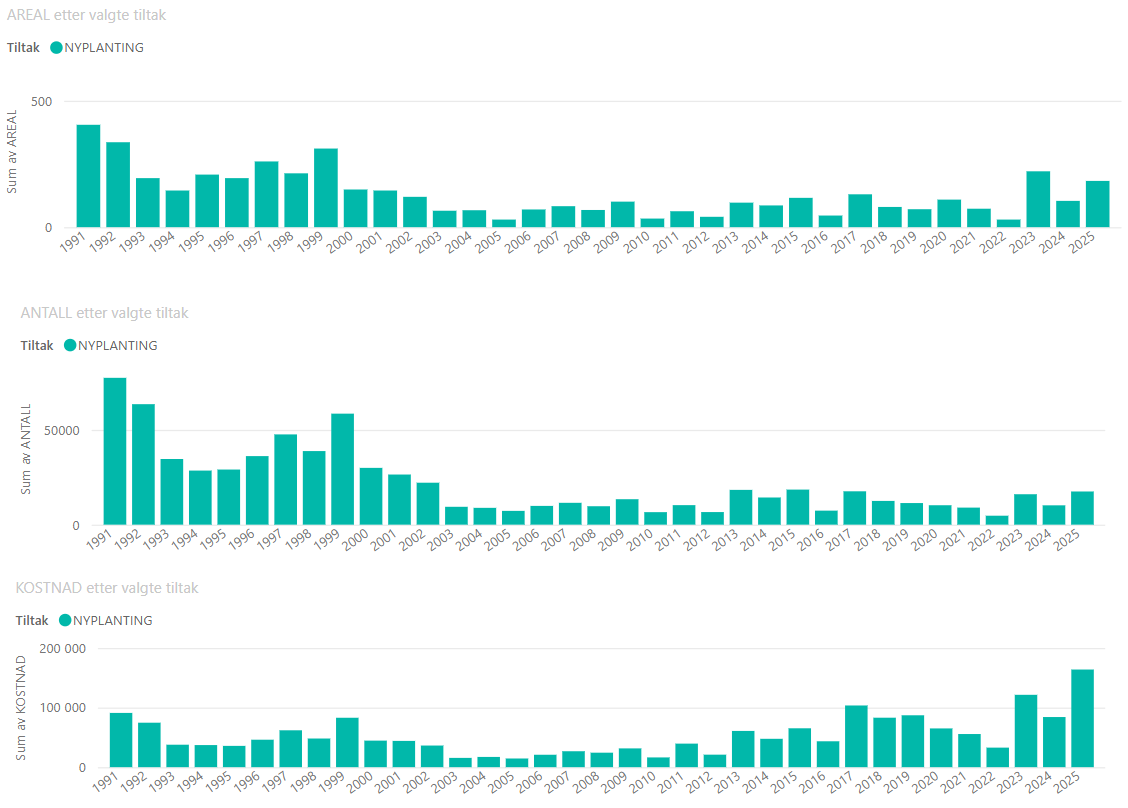 AREAL etter valgte tiltak
Tiltak NYPLANTING
500
Sum av AREAL
0
1991 1992 1993 1994 1995 1996 1997 1998 1999 2000 2001 2002 2003 2004 2005 2006 2007 2008 2009 2010 2011 2012 2013 2014 2015 2016 2017 2018 2019 2020 2021 2022 2023 2024 2025
ANTALL etter valgte tiltak
Tiltak NYPLANTING
50000
Sum av ANTALL
0
1991 1992 1993 1994 1995 1996 1997 1998 1999 2000 2001 2002 2003 2004 2005 2006 2007 2008 2009 2010 2011 2012 2013 2014 2015 2016 2017 2018 2019 2020 2021 2022 2023 2024 2025
KOSTNAD etter valgte tiltak
Tiltak NYPLANTING
200 000
Sum av KOSTNAD
100 000
0
1991 1992 1993 1994 1995 1996 1997 1998 1999 2000 2001 2002 2003 2004 2005 2006 2007 2008 2009 2010 2011 2012 2013 2014 2015 2016 2017 2018 2019 2020 2021 2022 2023 2024 2025